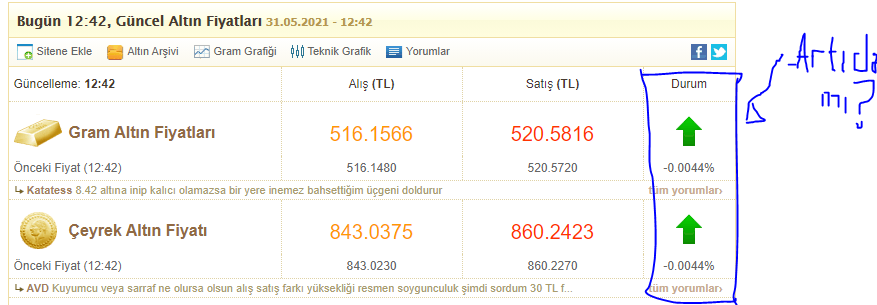 Bugün 12:42, Güncel Altın Fiyatları 31.05.2021 - 12:42
Sitene Ekle Altın Arşivi Gram Grafiği Teknik Grafik Yorumlar
Güncelleme: 12:42 Alış (TL) Satış (TL) Durum
Artıda
mı?
Gram Altın Fiyatları 516.1566 520.5816
Önceki Fiyat (12:42) 516.1480 520.5720 -0.0044%
Katatess 8.42 altına inip kalıcı olamazsa bir yere inemez bahsettiğim üçgeni doldurur tüm yorumlar›
Çeyrek Altın Fiyatı 843.0375 860.2423
Önceki Fiyat (12:42) 843.0230 860.2270 -0.0044%
AVD Kuyumcu veya sarraf ne olursa olsun alış satış farkı yüksekliği resmen soygunculuk şimdi sordum 30 TL f... tüm yorumlar›